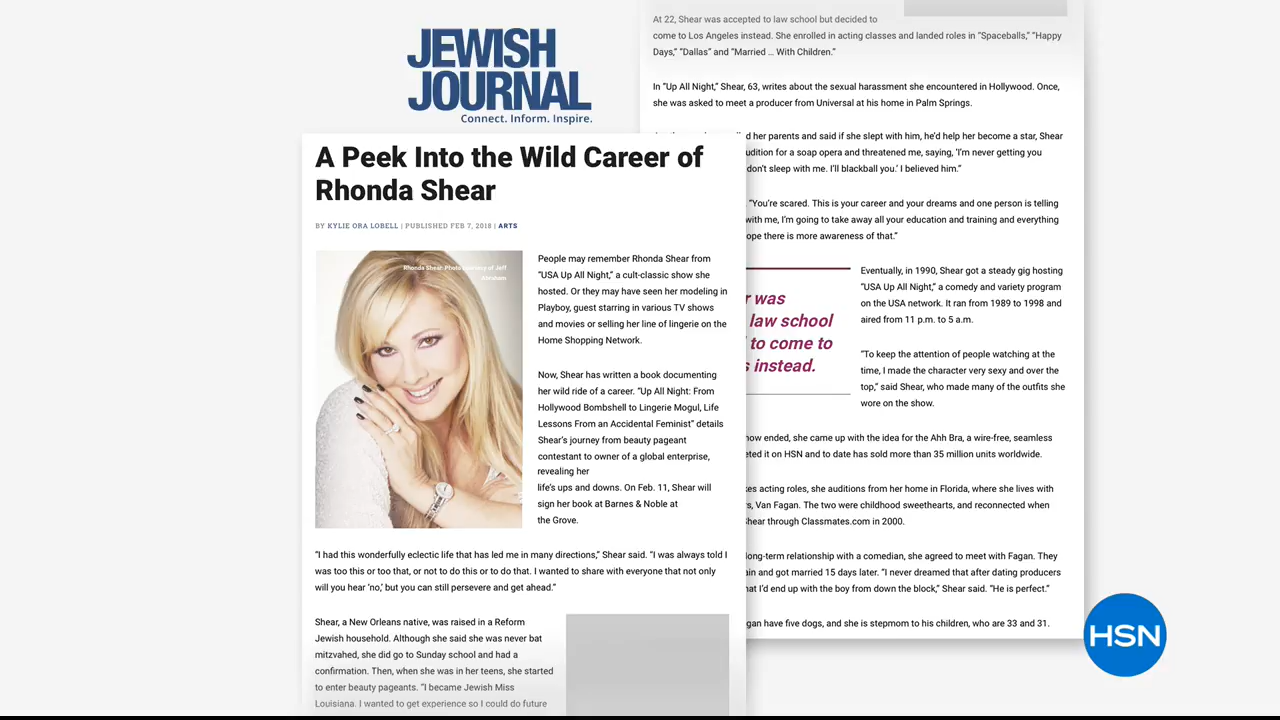 JEWISH
JOURNAL
Connect. Inform. Inspire.
A Peek Into the Wild Career of
Rhonda Shear
BY KYLIE ORA LOBELL | PUBLISHED FEB 7, 2018 | ARTS
Rhonda Shear. Photo courtesy of Jeff
Abraham
People may remember Rhonda Shear from
“USA Up All Night,” a cult-classic show she
hosted. Or they may have seen her modeling in
Playboy, guest starring in various TV shows
and movies or selling her line of lingerie on the
Home Shopping Network.
Now, Shear has written a book documenting
her wild ride of a career. “Up All Night: From
Hollywood Bombshell to Lingerie Mogul, Life
Lessons From an Accidental Feminist” details
Shear’s journey from beauty pageant
contestant to owner of a global enterprise,
revealing her
life’s ups and downs. On Feb. 11, Shear will
sign her book at Barnes & Noble at
the Grove.
“I had this wonderfully eclectic life that has led me in many directions,” Shear said. “I was always told I
was too this or too that, or not to do this or to do that. I wanted to share with everyone that not only
will you hear ‘no,’ but you can still persevere and get ahead.”
Shear, a New Orleans native, was raised in a Reform
Jewish household. Although she said she was never bat
mitzvahed, she did go to Sunday school and had a
confirmation. Then, when she was in her teens, she started
to enter beauty pageants. “I became Jewish Miss
Louisiana. I wanted to get experience so I could do future
At 22, Shear was accepted to law school but decided to
come to Los Angeles instead. She enrolled in acting classes and landed roles in “Spaceballs,” “Happy
Days,” “Dallas” and “Married … With Children.”
In “Up All Night,” Shear, 63, writes about the sexual harassment she encountered in Hollywood. Once,
she was asked to meet a producer from Universal at his home in Palm Springs.
her parents and said if she slept with him, he’d help her become a star, Shear
audition for a soap opera and threatened me, saying, ‘I’m never getting you
don’t sleep with me. I’ll blackball you.’ I believed him.”
“You’re scared. This is your career and your dreams and one person is telling
with me, I’m going to take away all your education and training and everything
ope there is more awareness of that.”
r was
law school
to come to
s instead.
Eventually, in 1990, Shear got a steady gig hosting
“USA Up All Night,” a comedy and variety program
on the USA network. It ran from 1989 to 1998 and
aired from 11 p.m. to 5 a.m.
“To keep the attention of people watching at the
time, I made the character very sexy and over the
top,” said Shear, who made many of the outfits she
wore on the show.
how ended, she came up with the idea for the Ahh Bra, a wire-free, seamless
eted it on HSN and to date has sold more than 35 million units worldwide.
kes acting roles, she auditions from her home in Florida, where she lives with
rs, Van Fagan. The two were childhood sweethearts, and reconnected when
Shear through Classmates.com in 2000.
long-term relationship with a comedian, she agreed to meet with Fagan. They
ain and got married 15 days later. “I never dreamed that after dating producers
hat I’d end up with the boy from down the block,” Shear said. “He is perfect.”
gan have five dogs, and she is stepmom to his children, who are 33 and 31.
HSN